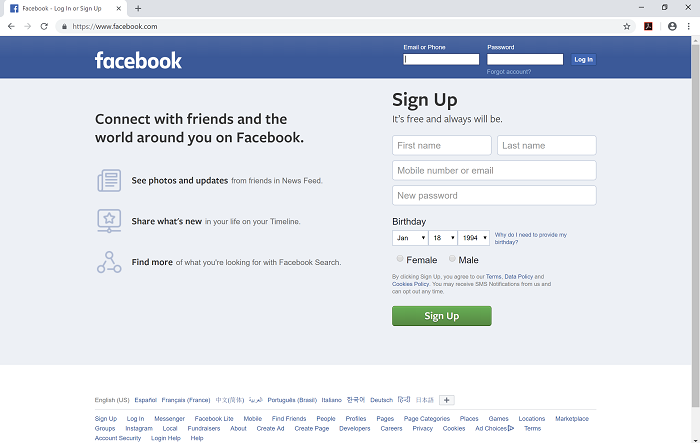 Facebook - Log In or Sign Up
https://www.facebook.com
facebook
Email or Phone
Password
Log In
Forgot account?
Connect with friends and the
world around you on Facebook.
See photos and updates from friends in News Feed.
Share what's new in your life on your Timeline.
Find more of what you're looking for with Facebook Search.
Sign Up
It's free and always will be.
First name
Last name
Mobile number or email
New password
Birthday
Jan 18 1994
Why do I need to provide my
birthday?
Female Male
By clicking Sign Up, you agree to our Terms, Data Policy and
Cookies Policy. You may receive SMS Notifications from us and
can opt out any time.
Sign Up
English (US) Español Français (France) 中文(简体) العربية Português (Brasil) Italiano 한국어 Deutsch हिन्दी 日本語 +
Sign Up Log In Messenger Facebook Lite Mobile Find Friends People Profiles Pages Page Categories Places Games Locations Marketplace
Groups Instagram Local Fundraisers About Create Ad Create Page Developers Careers Privacy Cookies Ad Choices Terms
Account Security Login Help Help